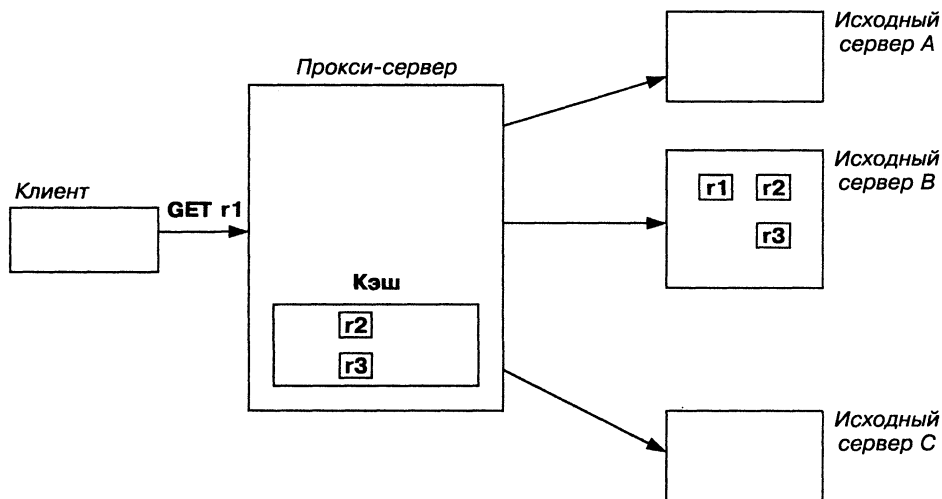 Исходный
сервер A
Прокси-сервер
Исходный
сервер B
r1 r2
Клиент
GET r1
r3
Кэш
r2
r3
Исходный
сервер C